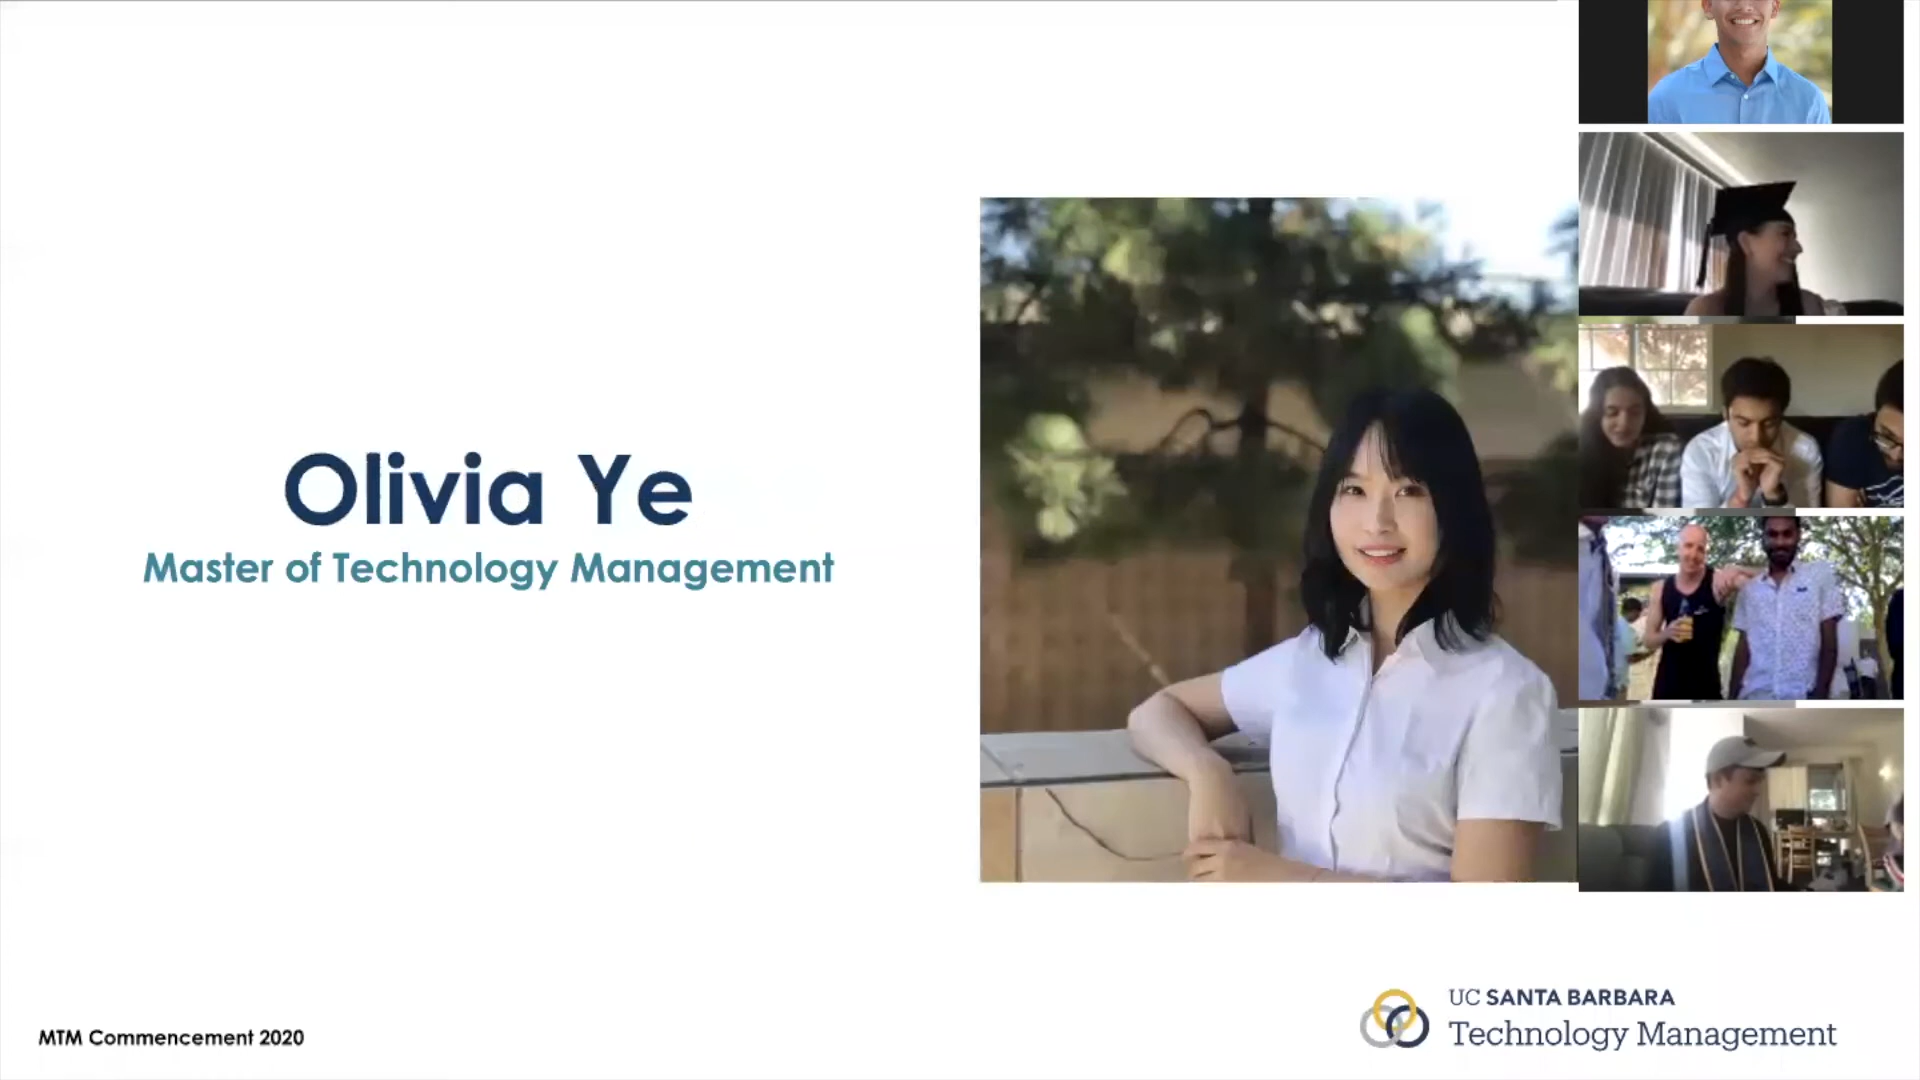 Olivia Ye
Master of Technology Management
MTM Commencement 2020
UC SANTA BARBARA
Technology Management